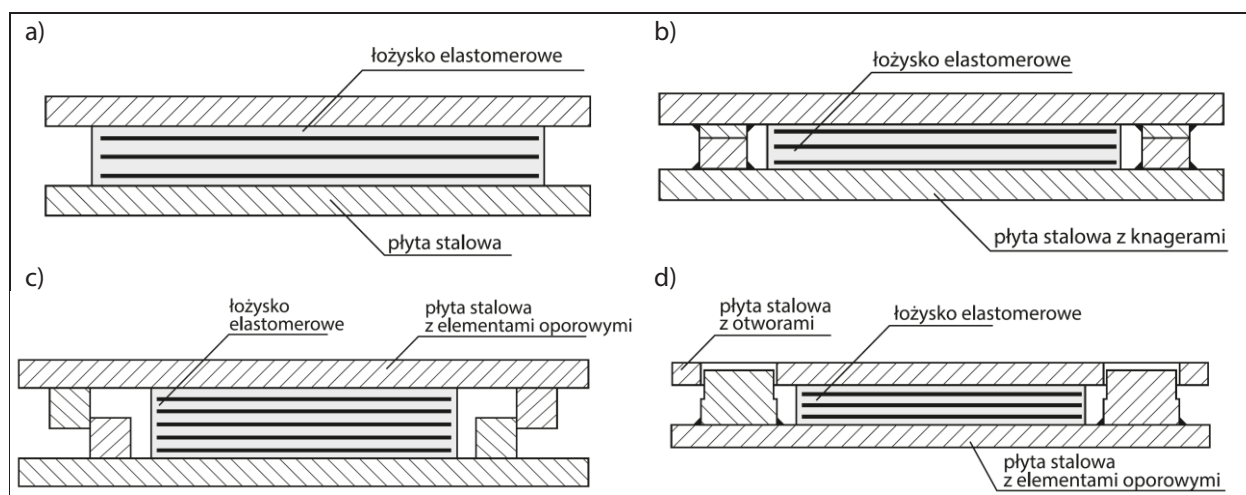 a)
łożysko elastomerowe
płyta stalowa
b)
łożysko elastomerowe
płyta stalowa z knagerami
c)
łożysko
elastomerowe
płyta stalowa
z elementami oporowymi
d)
płyta stalowa
z otworami
łożysko elastomerowe
płyta stalowa
z elementami oporowymi